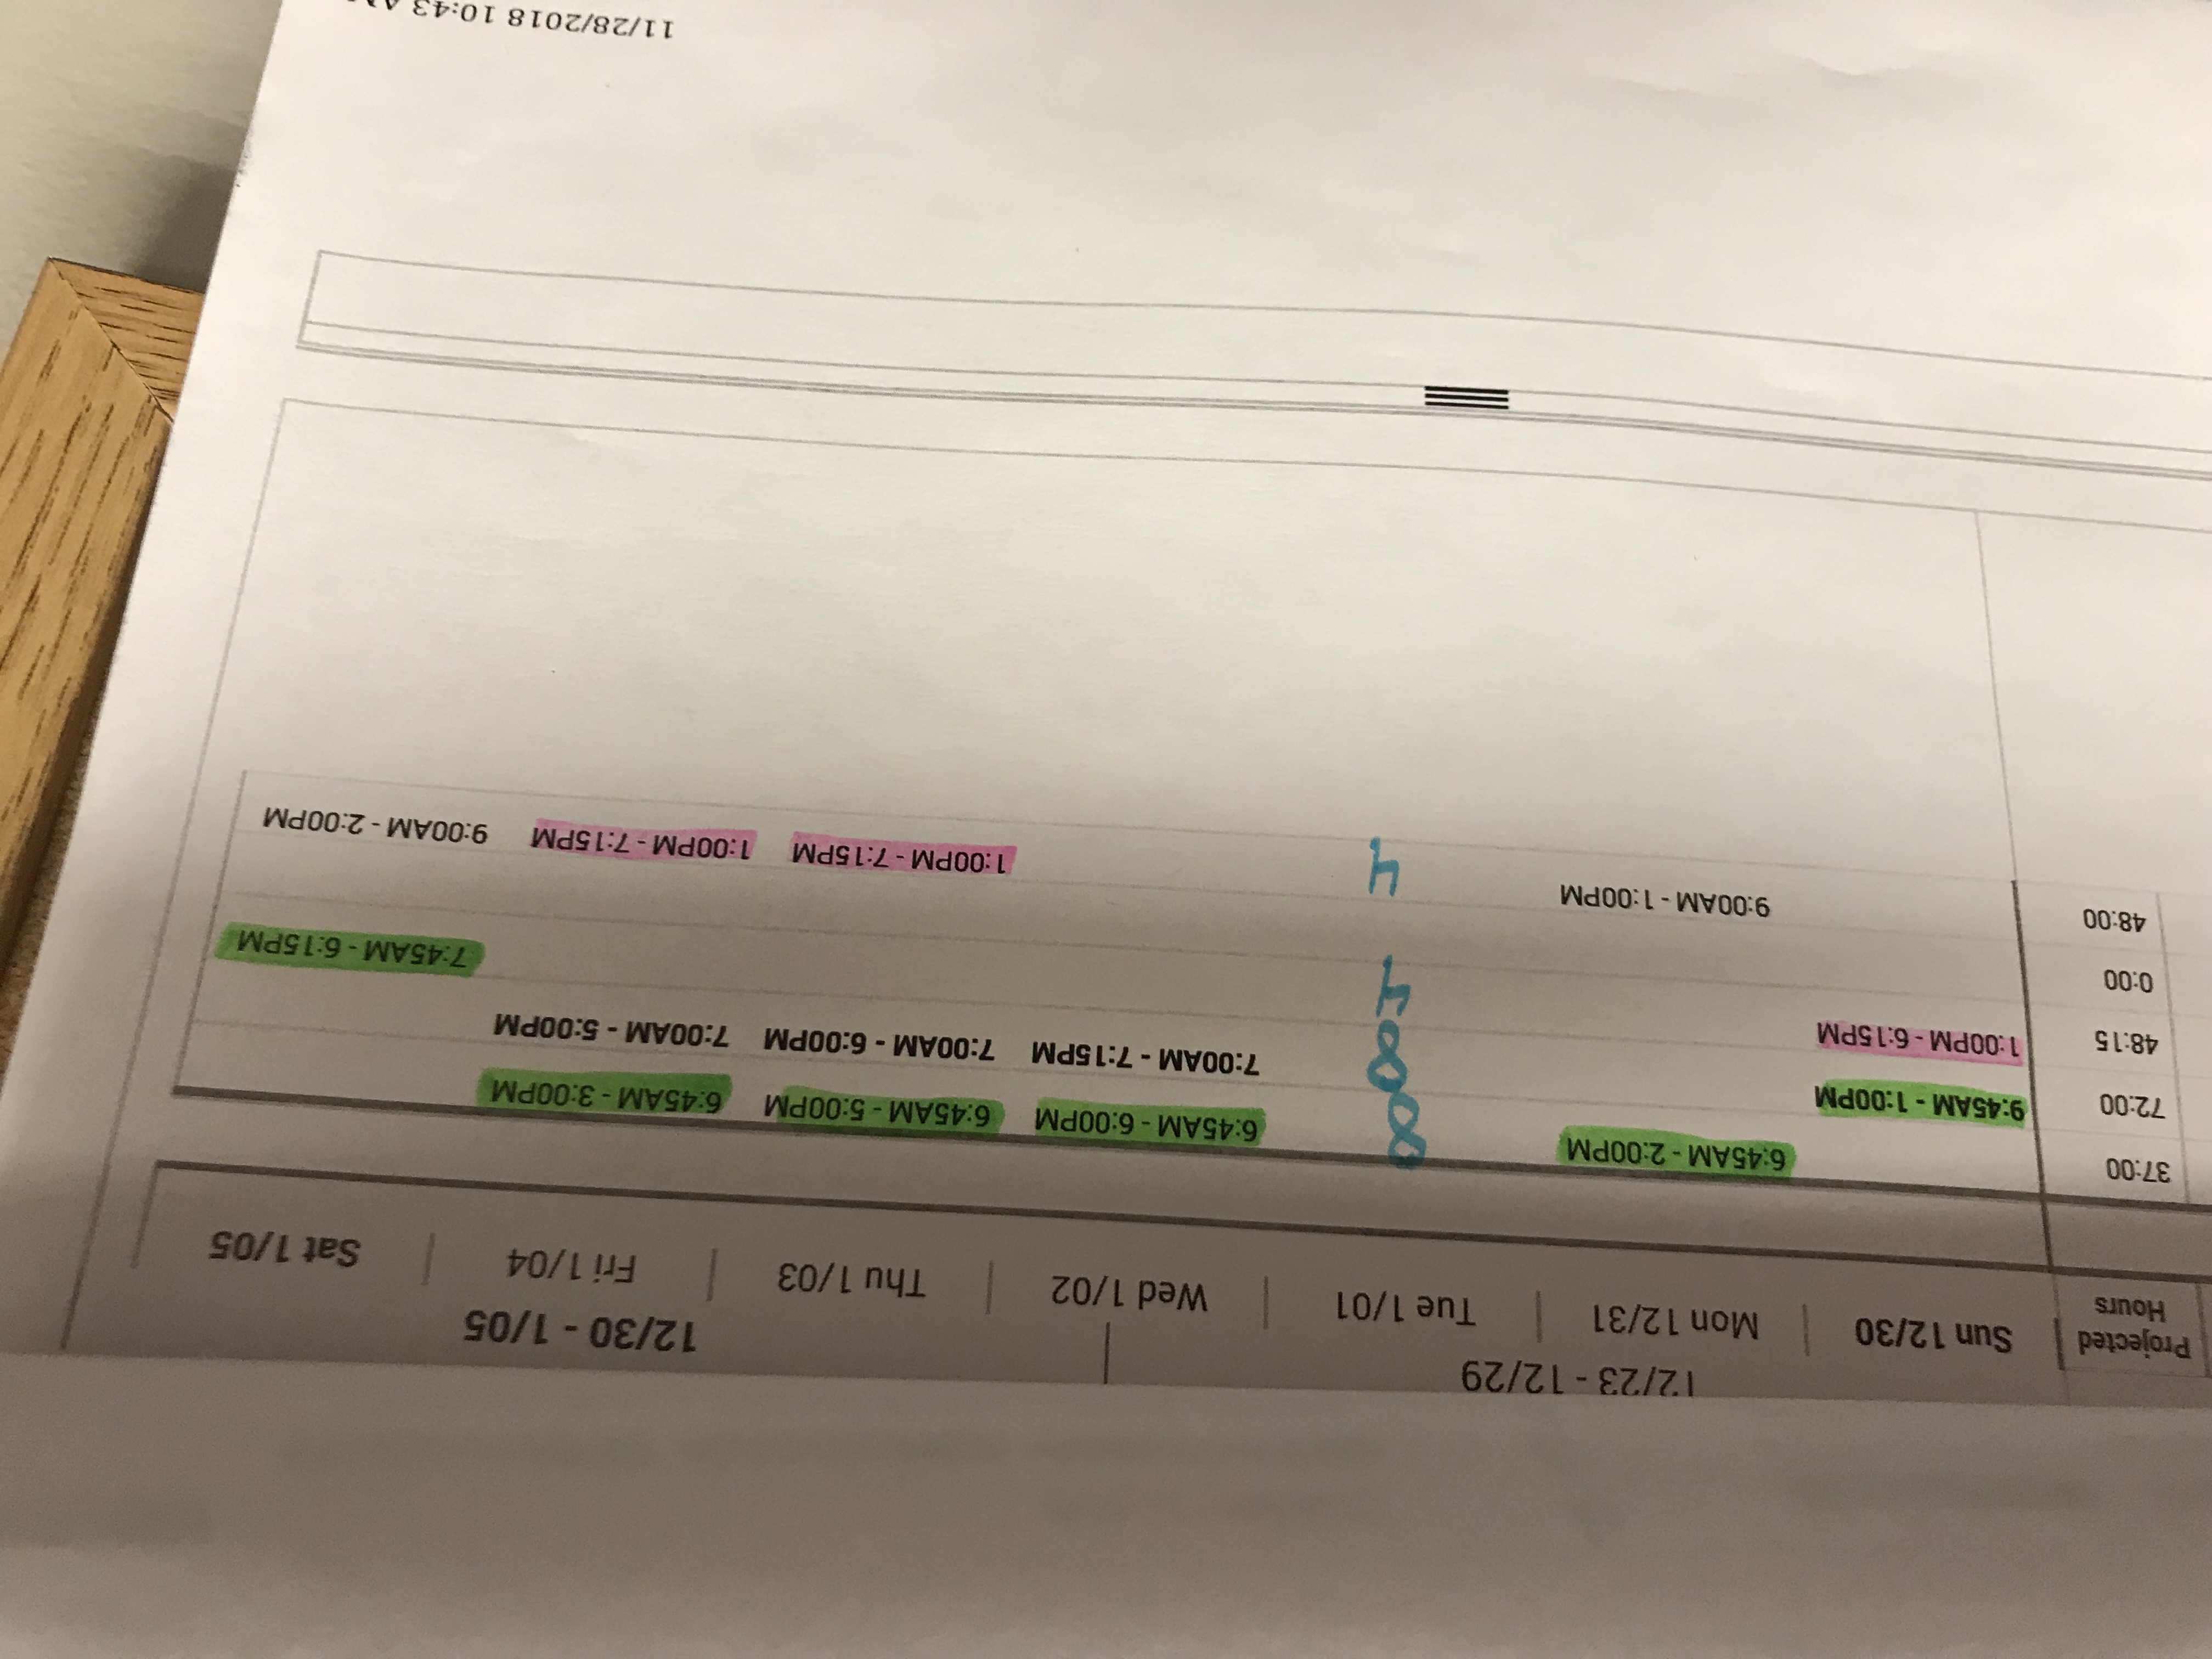 12/23 - 12/29 12/30 - 1/05
Projected Hours Sun 12/30 Mon 12/31 Tue 1/01 Wed 1/02 Thu 1/03 Fri 1/04 Sat 1/05
37:00 6:45AM - 2:00PM 8 6:45AM - 6:00PM 6:45AM - 5:00PM 6:45AM - 3:00PM
72:00 9:45AM - 1:00PM 8 7:00AM - 7:15PM 7:00AM - 6:00PM 7:00AM - 5:00PM
48:15 1:00PM - 6:15PM 4 7:45AM - 6:15PM
0:00
48:00 9:00AM - 1:00PM 4 1:00PM - 7:15PM 1:00PM - 7:15PM 9:00AM - 2:00PM
11/28/2018 10:43 AM